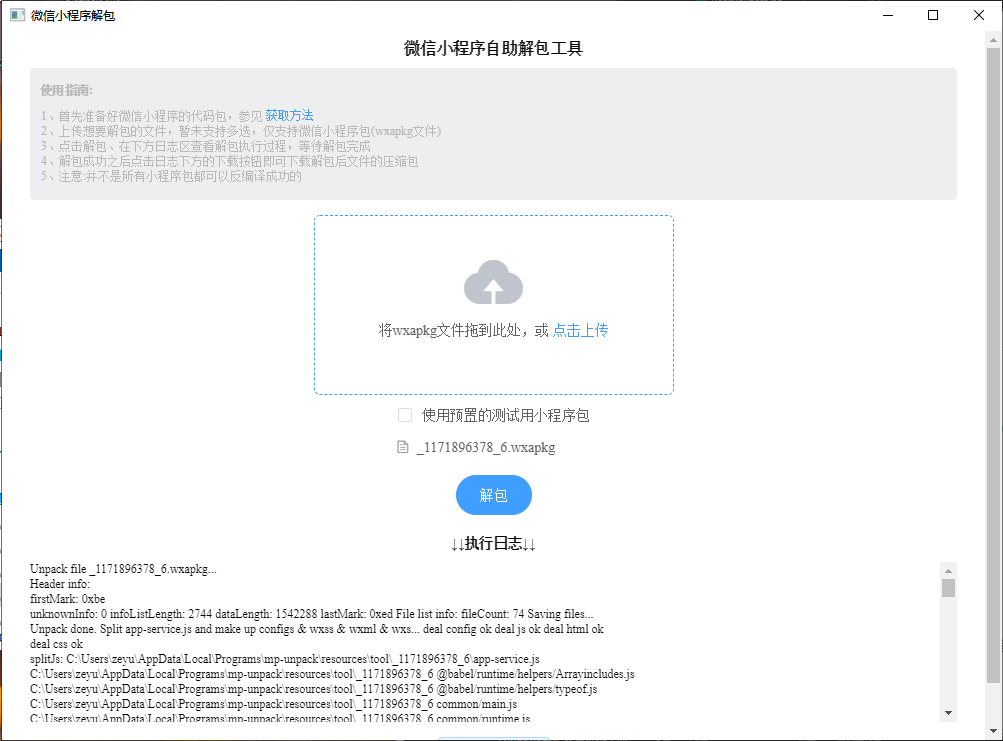 微信小程序解包
微信小程序自助解包工具
使用指南:
1、首先准备好微信小程序的代码包，参见 获取方法
2、上传想要解包的文件，暂未支持多选，仅支持微信小程序包(wxapkg文件)
3、点击解包、在下方日志区查看解包执行过程，等待解包完成
4、解包成功之后点击日志下方的下载按钮即可下载解包后文件的压缩包
5、注意:并不是所有小程序包都可以反编译成功的
将wxapkg文件拖到此处，或 点击上传
使用预置的测试用小程序包
_1171896378_6.wxapkg
解包
↓↓执行日志↓↓
Unpack file _1171896378_6.wxapkg...
Header info:
firstMark: 0xbe
unknownInfo: 0 infoListLength: 2744 dataLength: 1542288 lastMark: 0xed File list info: fileCount: 74 Saving files...
Unpack done. Split app-service.js and make up configs & wxss & wxml & wxs... deal config ok deal js ok deal html ok
deal css ok
splitJs: C:\Users\zeyu\AppData\Local\Programs\mp-unpack\resources\tool\_1171896378_6\app-service.js
C:\Users\zeyu\AppData\Local\Programs\mp-unpack\resources\tool\_1171896378_6 @babel/runtime/helpers/Arrayincludes.js
C:\Users\zeyu\AppData\Local\Programs\mp-unpack\resources\tool\_1171896378_6 @babel/runtime/helpers/typeof.js
C:\Users\zeyu\AppData\Local\Programs\mp-unpack\resources\tool\_1171896378_6 common/main.js
C:\Users\zeyu\AppData\Local\Programs\mp-unpack\resources\tool\_1171896378_6 common/runtime.js